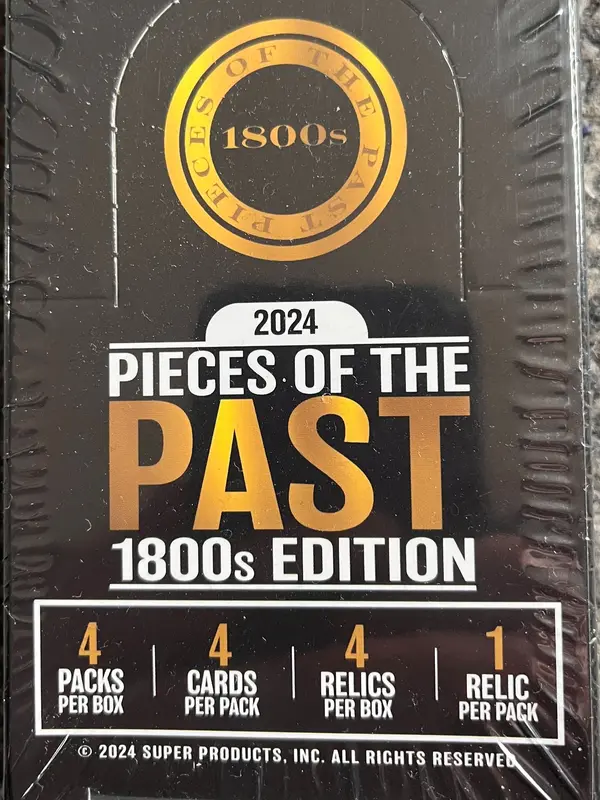 PIECES OF THE PAST
1800s
2024
PIECES OF THE
PAST
1800s EDITION
4
PACKS
PER BOX
4
CARDS
PER PACK
4
RELICS
PER BOX
1
RELIC
PER PACK
© 2024 SUPER PRODUCTS, INC. ALL RIGHTS RESERVED